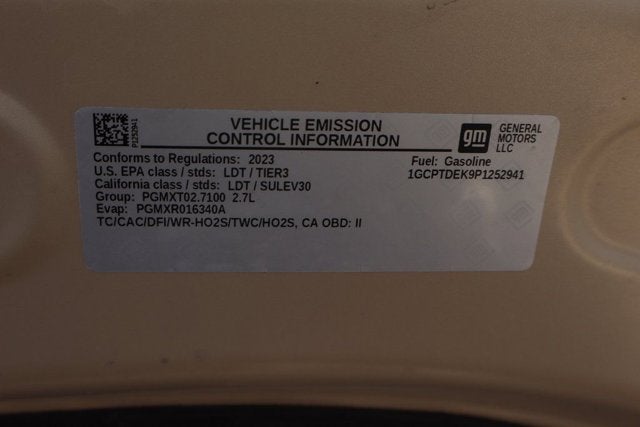 P1252941
VEHICLE EMISSION
CONTROL INFORMATION
gm
GENERAL
MOTORS
LLC
Conforms to Regulations: 2023
U.S. EPA class / stds: LDT / TIER3
California class / stds: LDT / SULEV30
Group: PGMXT02.7100 2.7L
Evap: PGMXR016340A
TC/CAC/DFI/WR-HO2S/TWC/HO2S, CA OBD: II
Fuel: Gasoline
1GCPTDEK9P1252941